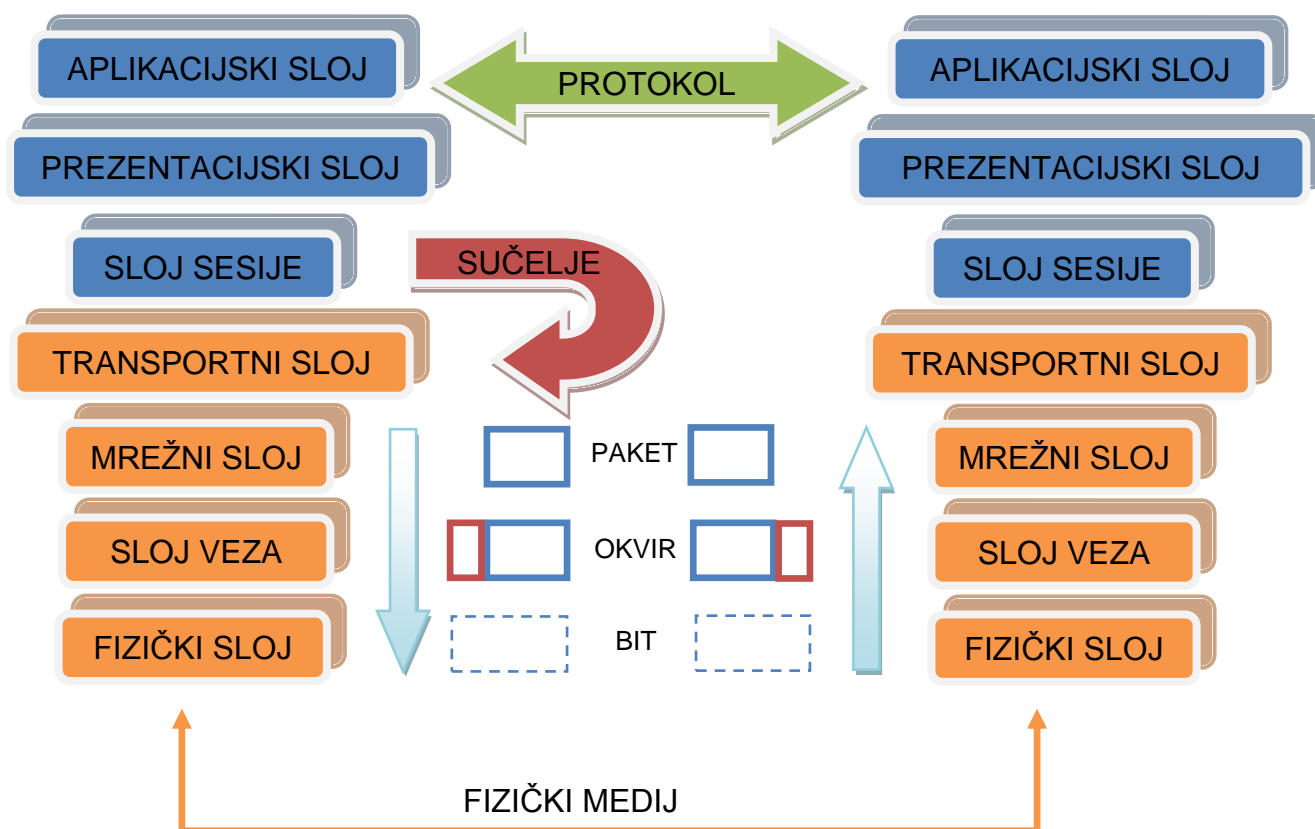 APLIKACIJSKI SLOJ
PROTOKOL
APLIKACIJSKI SLOJ
PREZENTACIJSKI SLOJ
PREZENTACIJSKI SLOJ
SLOJ SESIJE
SUČELJE
SLOJ SESIJE
TRANSPORTNI SLOJ
TRANSPORTNI SLOJ
MREŽNI SLOJ
PAKET
MREŽNI SLOJ
SLOJ VEZA
OKVIR
SLOJ VEZA
FIZIČKI SLOJ
BIT
FIZIČKI SLOJ
FIZIČKI MEDIJ